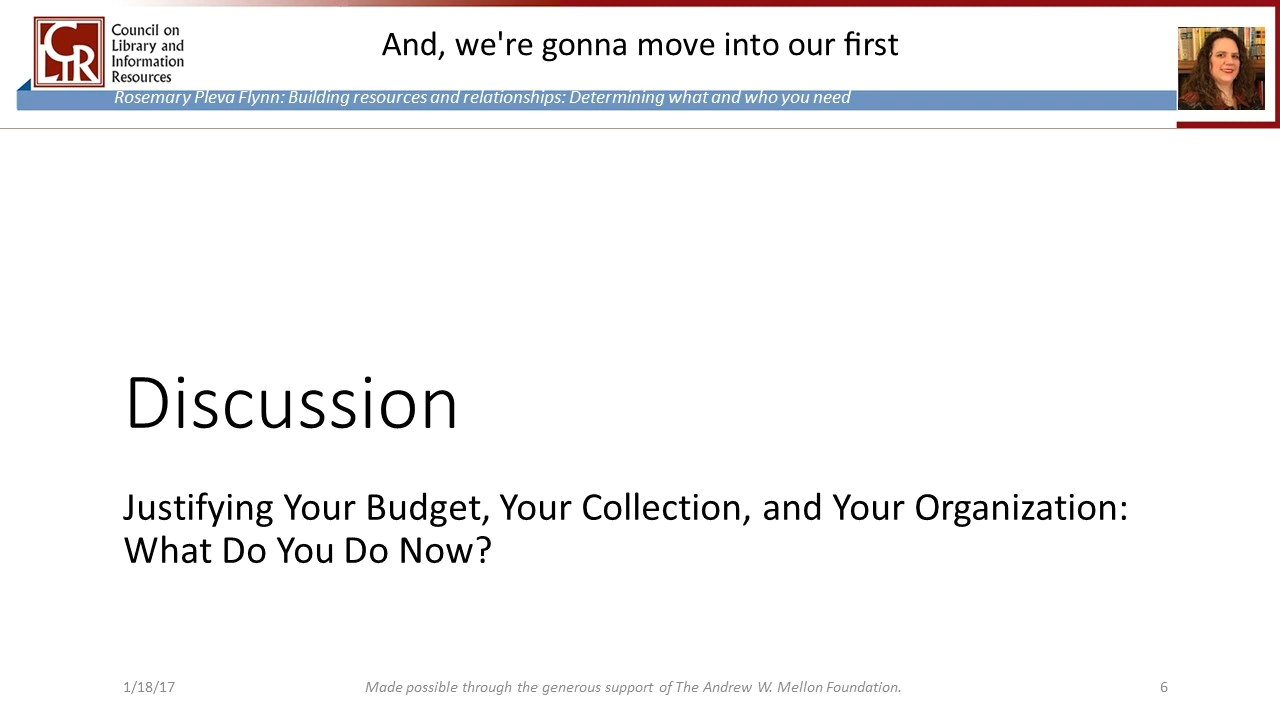 CLIR
Council on
Library and
Information
Resources
And, we're gonna move into our first
Rosemary Pleva Flynn: Building resources and relationships: Determining what and who you need
Discussion
Justifying Your Budget, Your Collection, and Your Organization:
What Do You Do Now?
1/18/17 Made possible through the generous support of The Andrew W. Mellon Foundation. 6